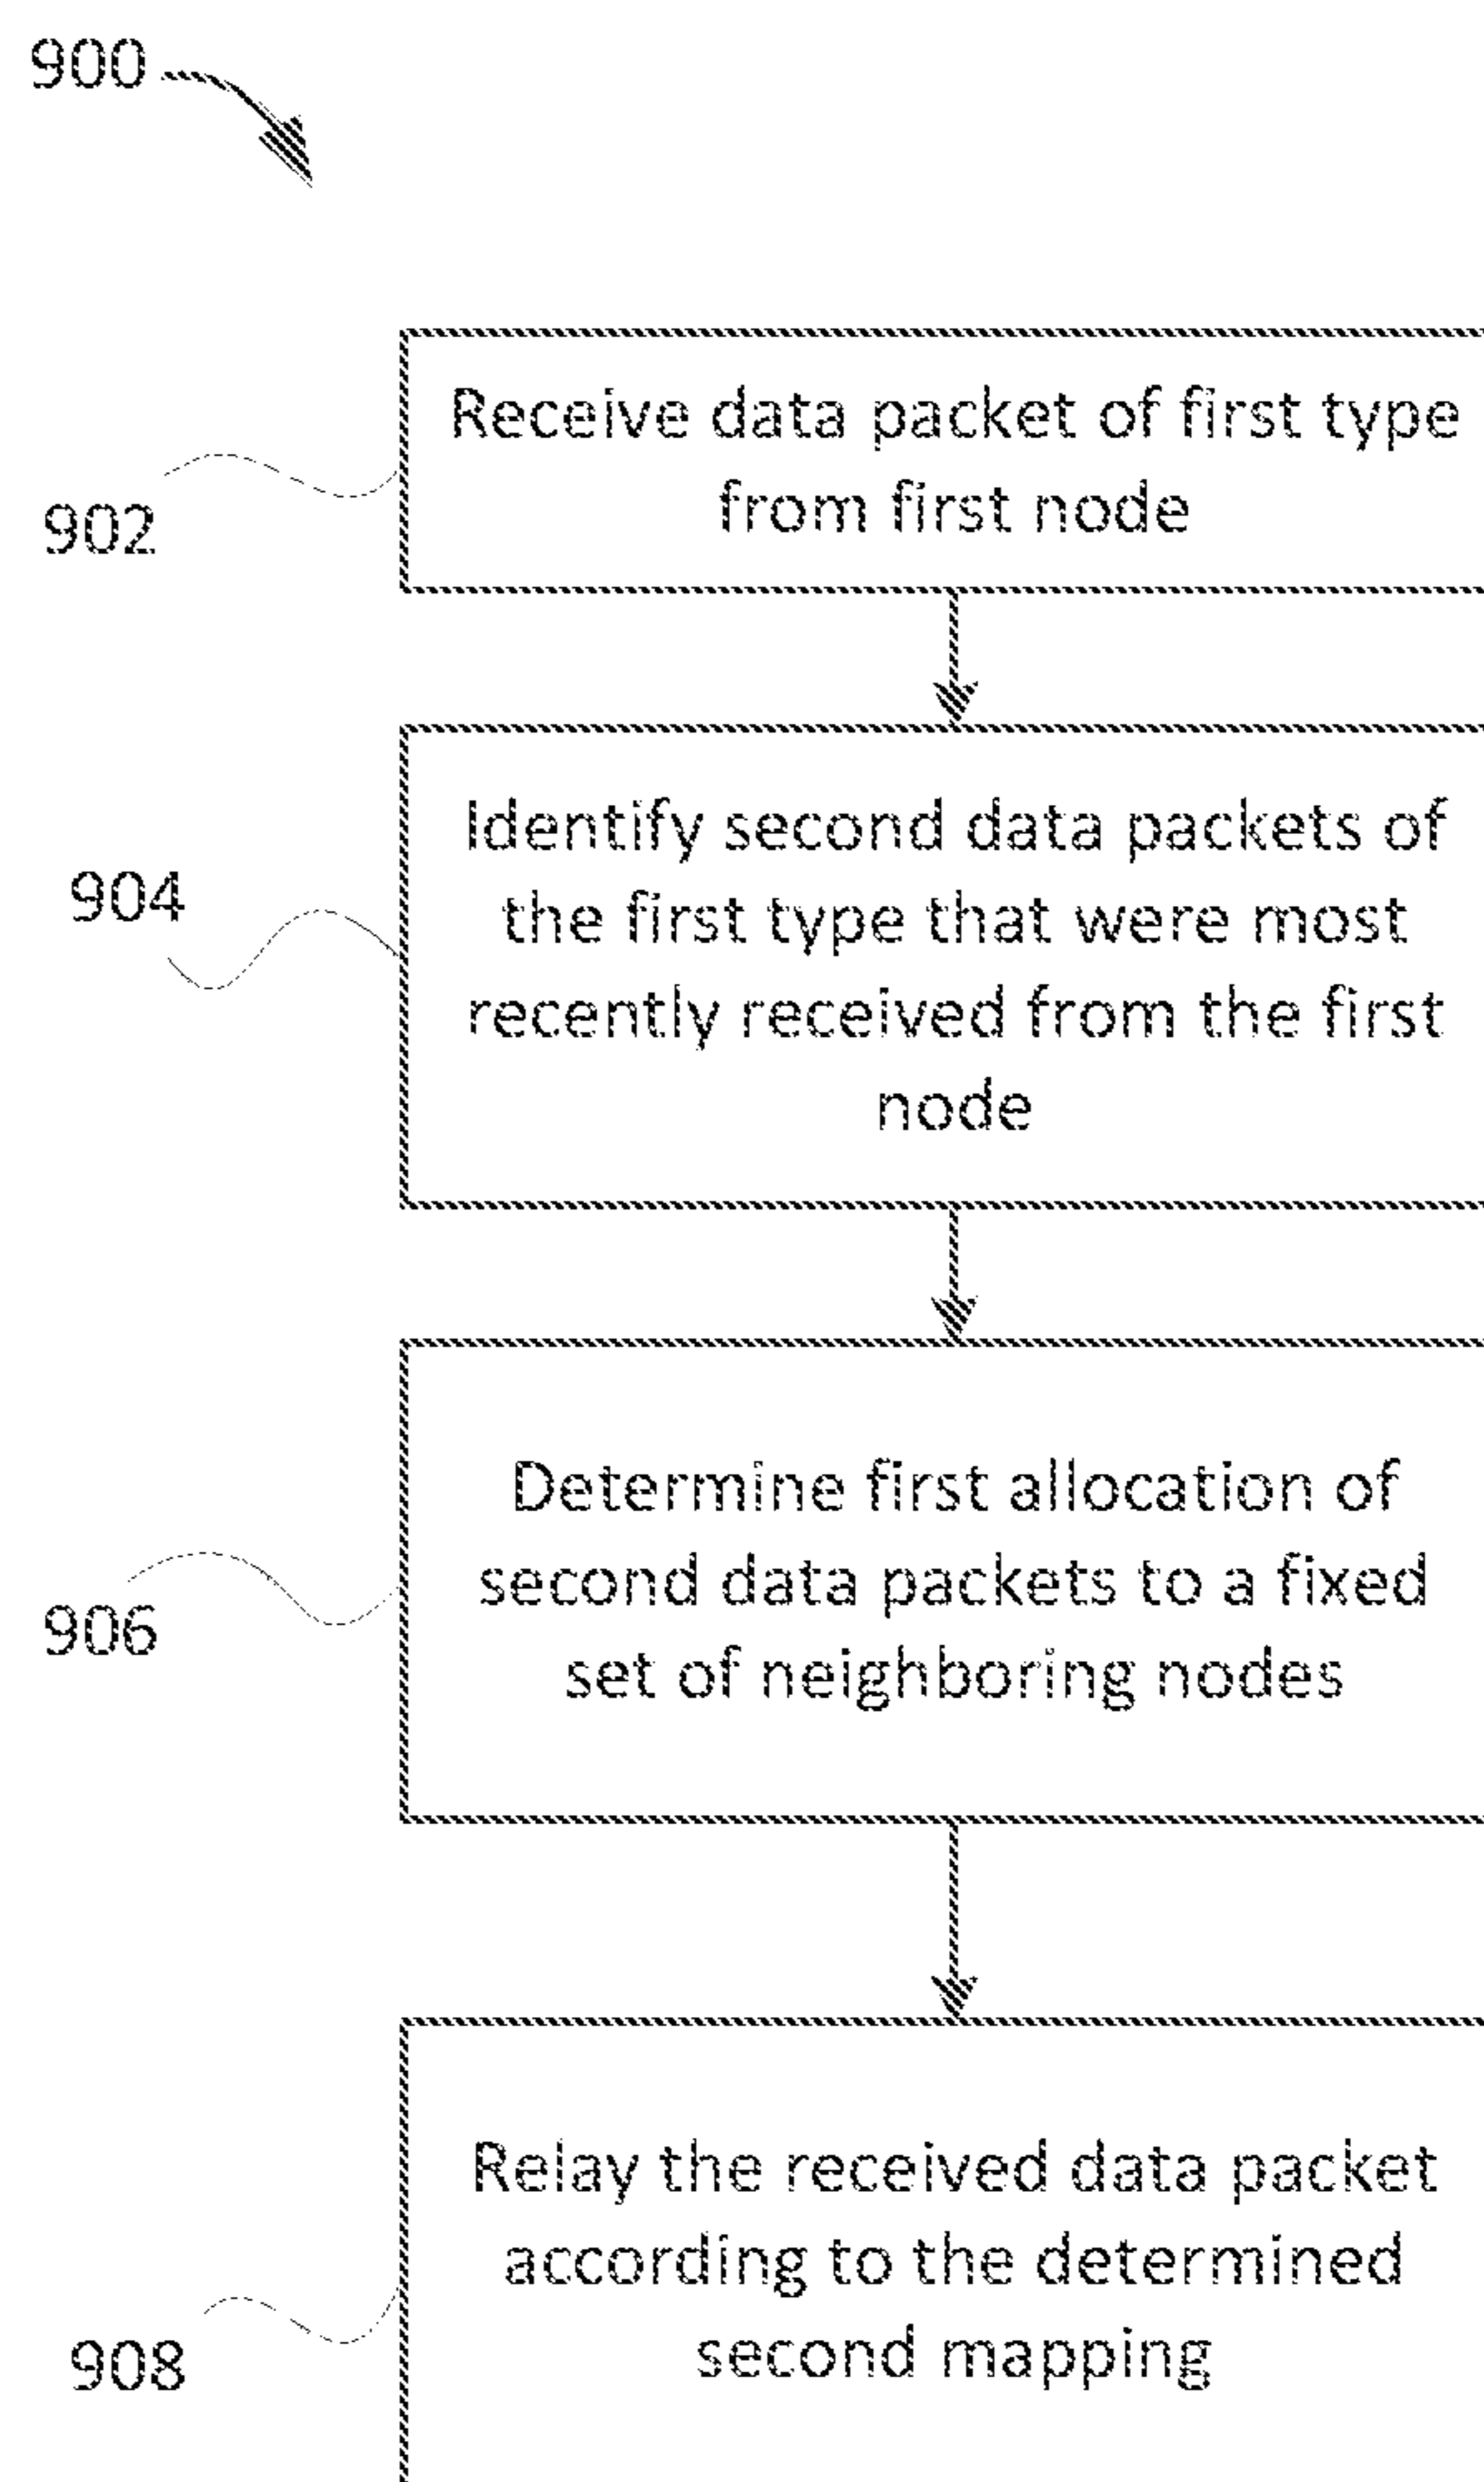 900
Receive data packet of first type
from first node
902
Identify second data packets of
the first type that were most
recently received from the first
node
904
Determine first allocation of
second data packets to a fixed
set of neighboring nodes
906
Relay the received data packet
according to the determined
second mapping
908